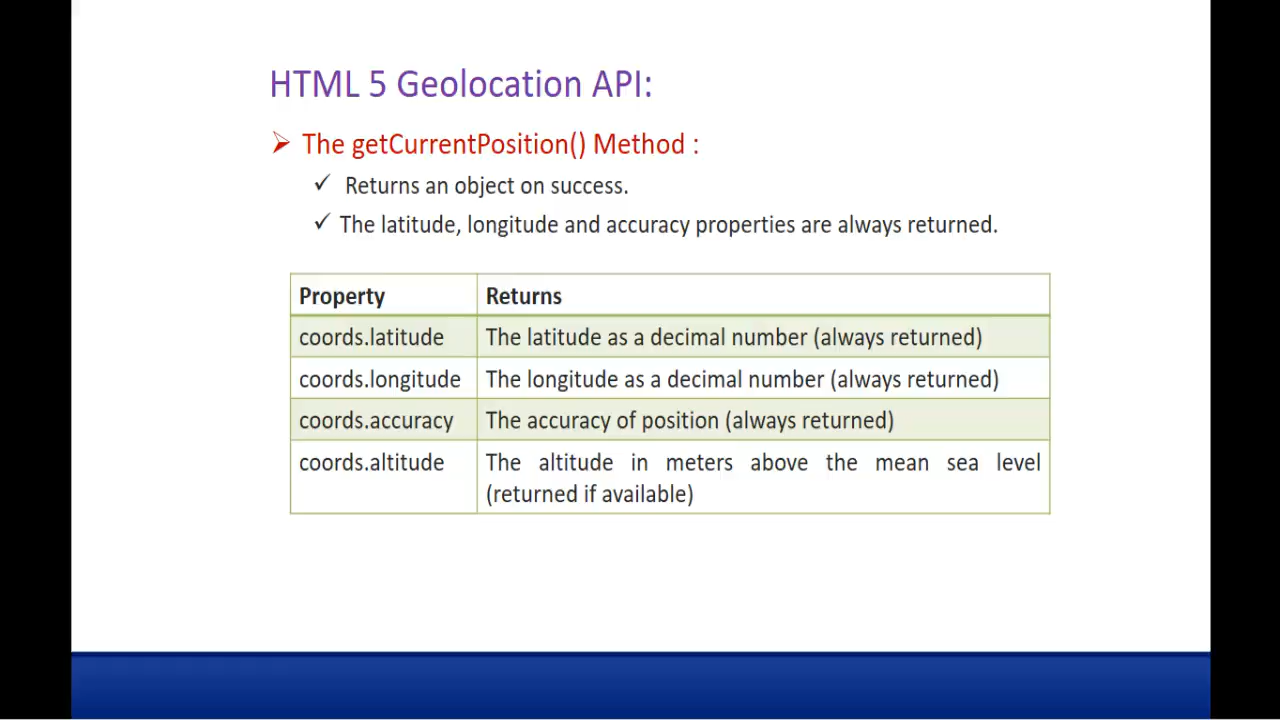 HTML 5 Geolocation API:
The getCurrentPosition() Method :
Returns an object on success.
The latitude, longitude and accuracy properties are always returned.
Property Returns
coords.latitude The latitude as a decimal number (always returned)
coords.longitude The longitude as a decimal number (always returned)
coords.accuracy The accuracy of position (always returned)
coords.altitude The altitude in meters above the mean sea level
(returned if available)